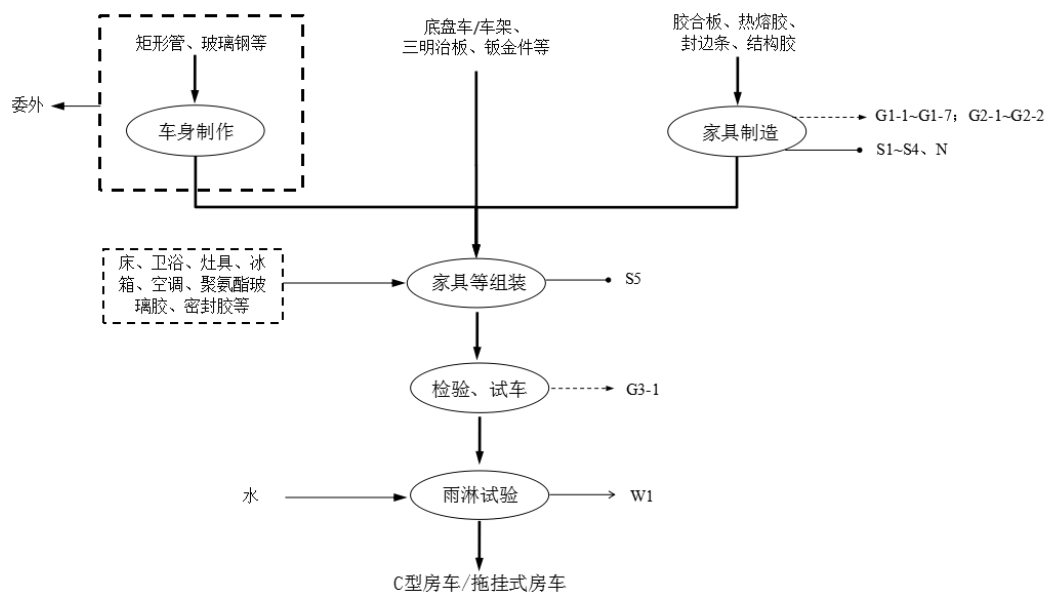 矩形管、玻璃钢等
底盘车/车架、
三明治板、钣金件等
胶合板、热熔胶、
封边条、结构胶
委外
车身制作
家具制造
G1-1~G1-7；G2-1~G2-2
S1~S4、N
床、卫浴、灶具、冰
箱、空调、聚氨酯玻
璃胶、密封胶等
家具等组装
S5
检验、试车
G3-1
水
雨淋试验
W1
C型房车/拖挂式房车